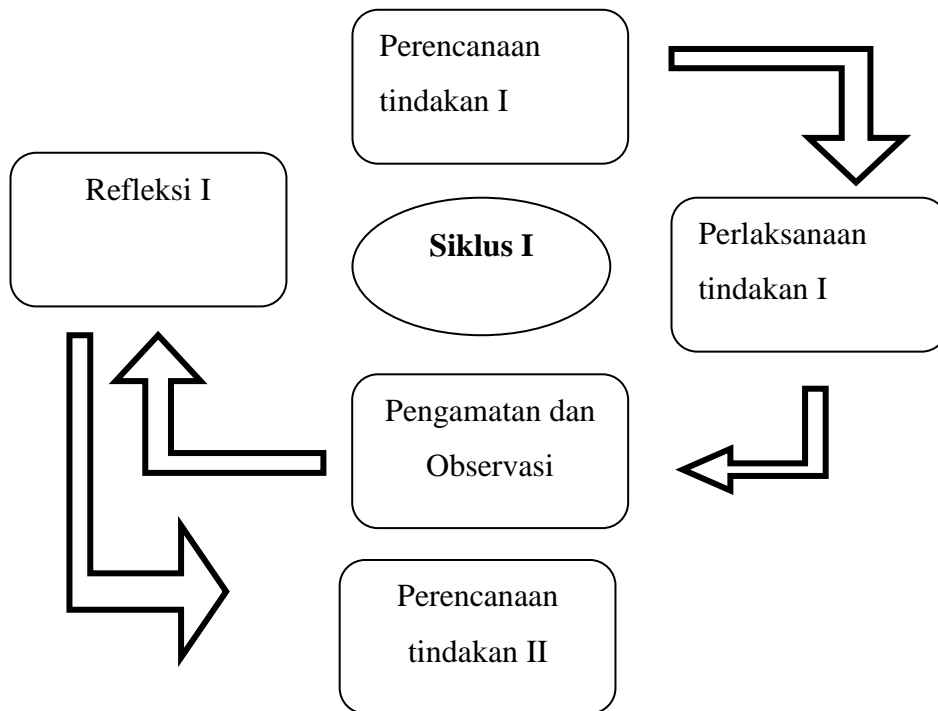 Perencanaan
tindakan I
Refleksi I
Siklus I
Perlaksanaan
tindakan I
Pengamatan dan
Observasi
Perencanaan
tindakan II